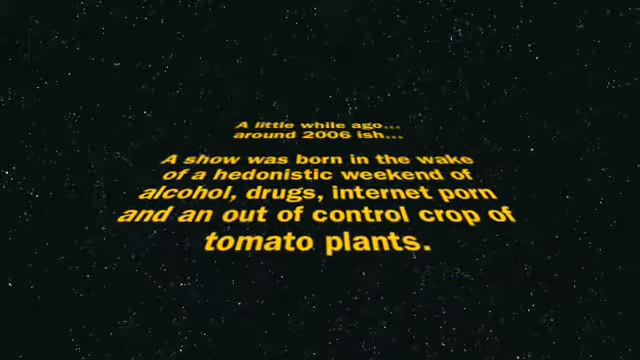 A little while ago...
around 2006 ish...
A show was born in the wake
of a hedonistic weekend of
alcohol, drugs, internet porn
and an out of control crop of
tomato plants.